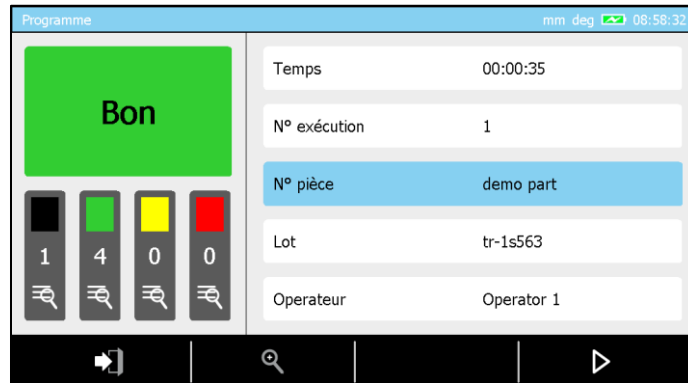 Programme mm deg 08:58:32
Bon
1 4 0 0
Temps 00:00:35
N° exécution 1
N° pièce demo part
Lot tr-1s563
Operateur Operator 1